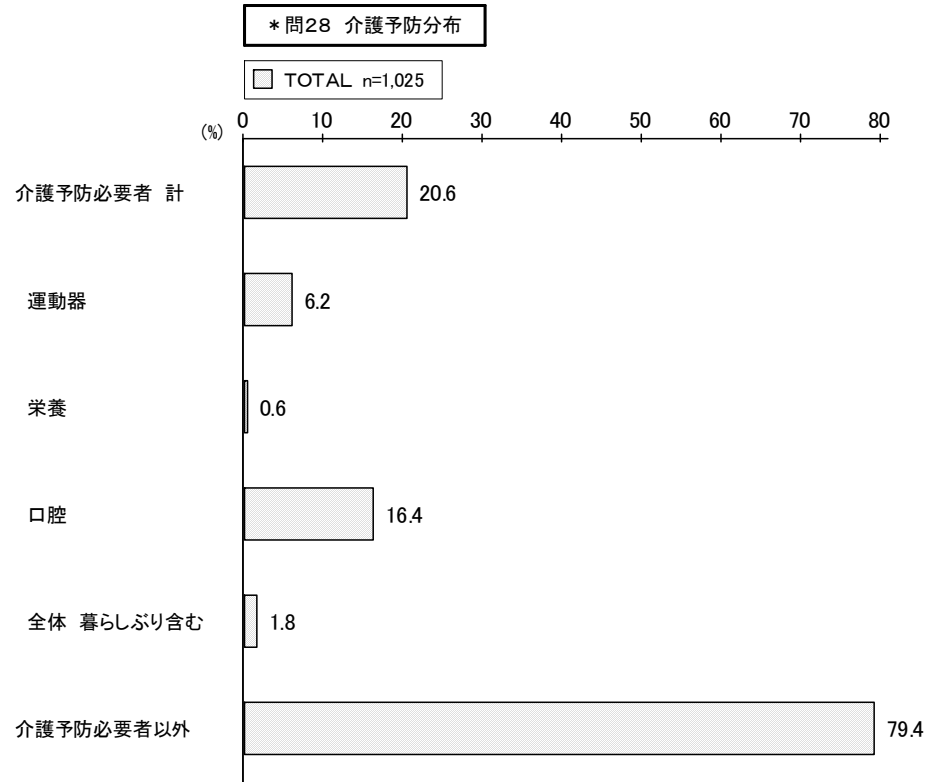 ＊問２８　介護予防分布
ＴＯＴＡＬ n=1,025
(%)
0 10 20 30 40 50 60 70 80
介護予防必要者　計 20.6
運動器 6.2
栄養 0.6
口腔 16.4
全体　暮らしぶり含む 1.8
介護予防必要者以外 79.4